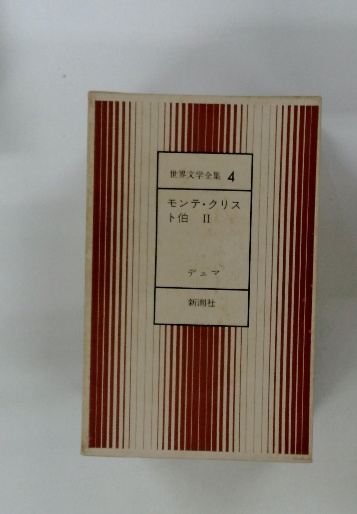 世界文学全集 4
モンテ・クリス
ト伯 II
デュマ
新潮社